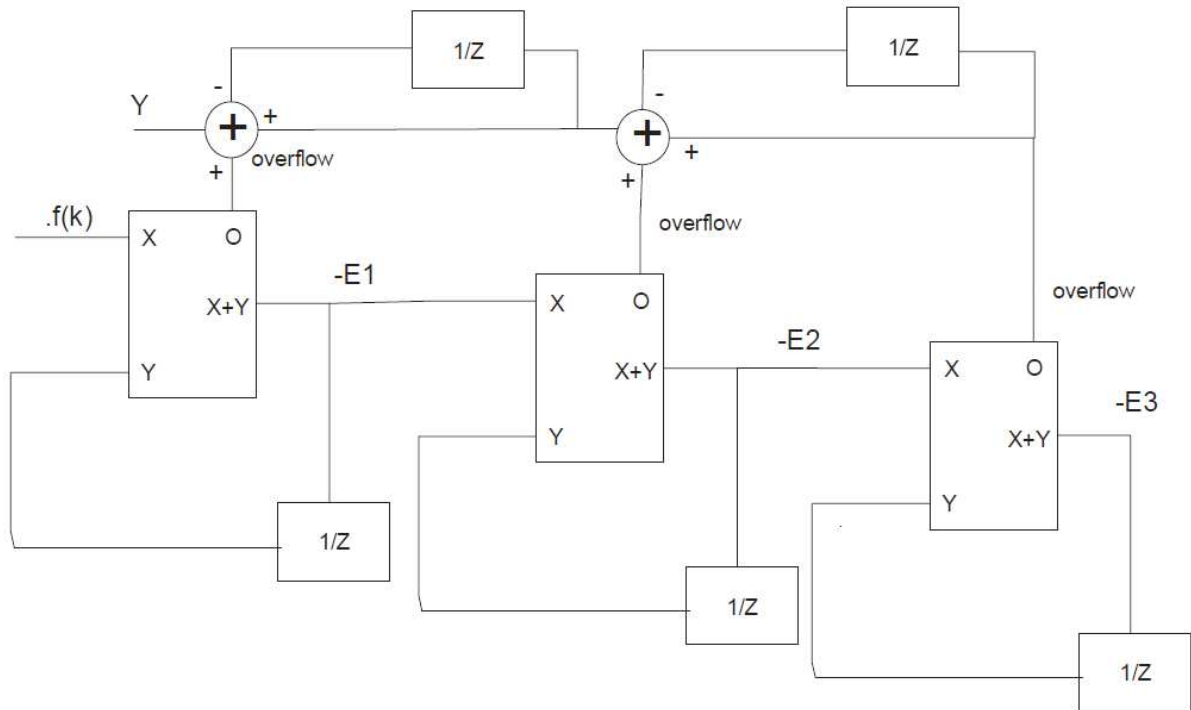 1/Z
1/Z
-
-
Y
+
+
+
+
overflow
+
+
overflow
.f(k)
X
O
X+Y
Y
-E1
X
O
X+Y
Y
overflow
-E2
X
O
X+Y
Y
-E3
1/Z
1/Z
1/Z